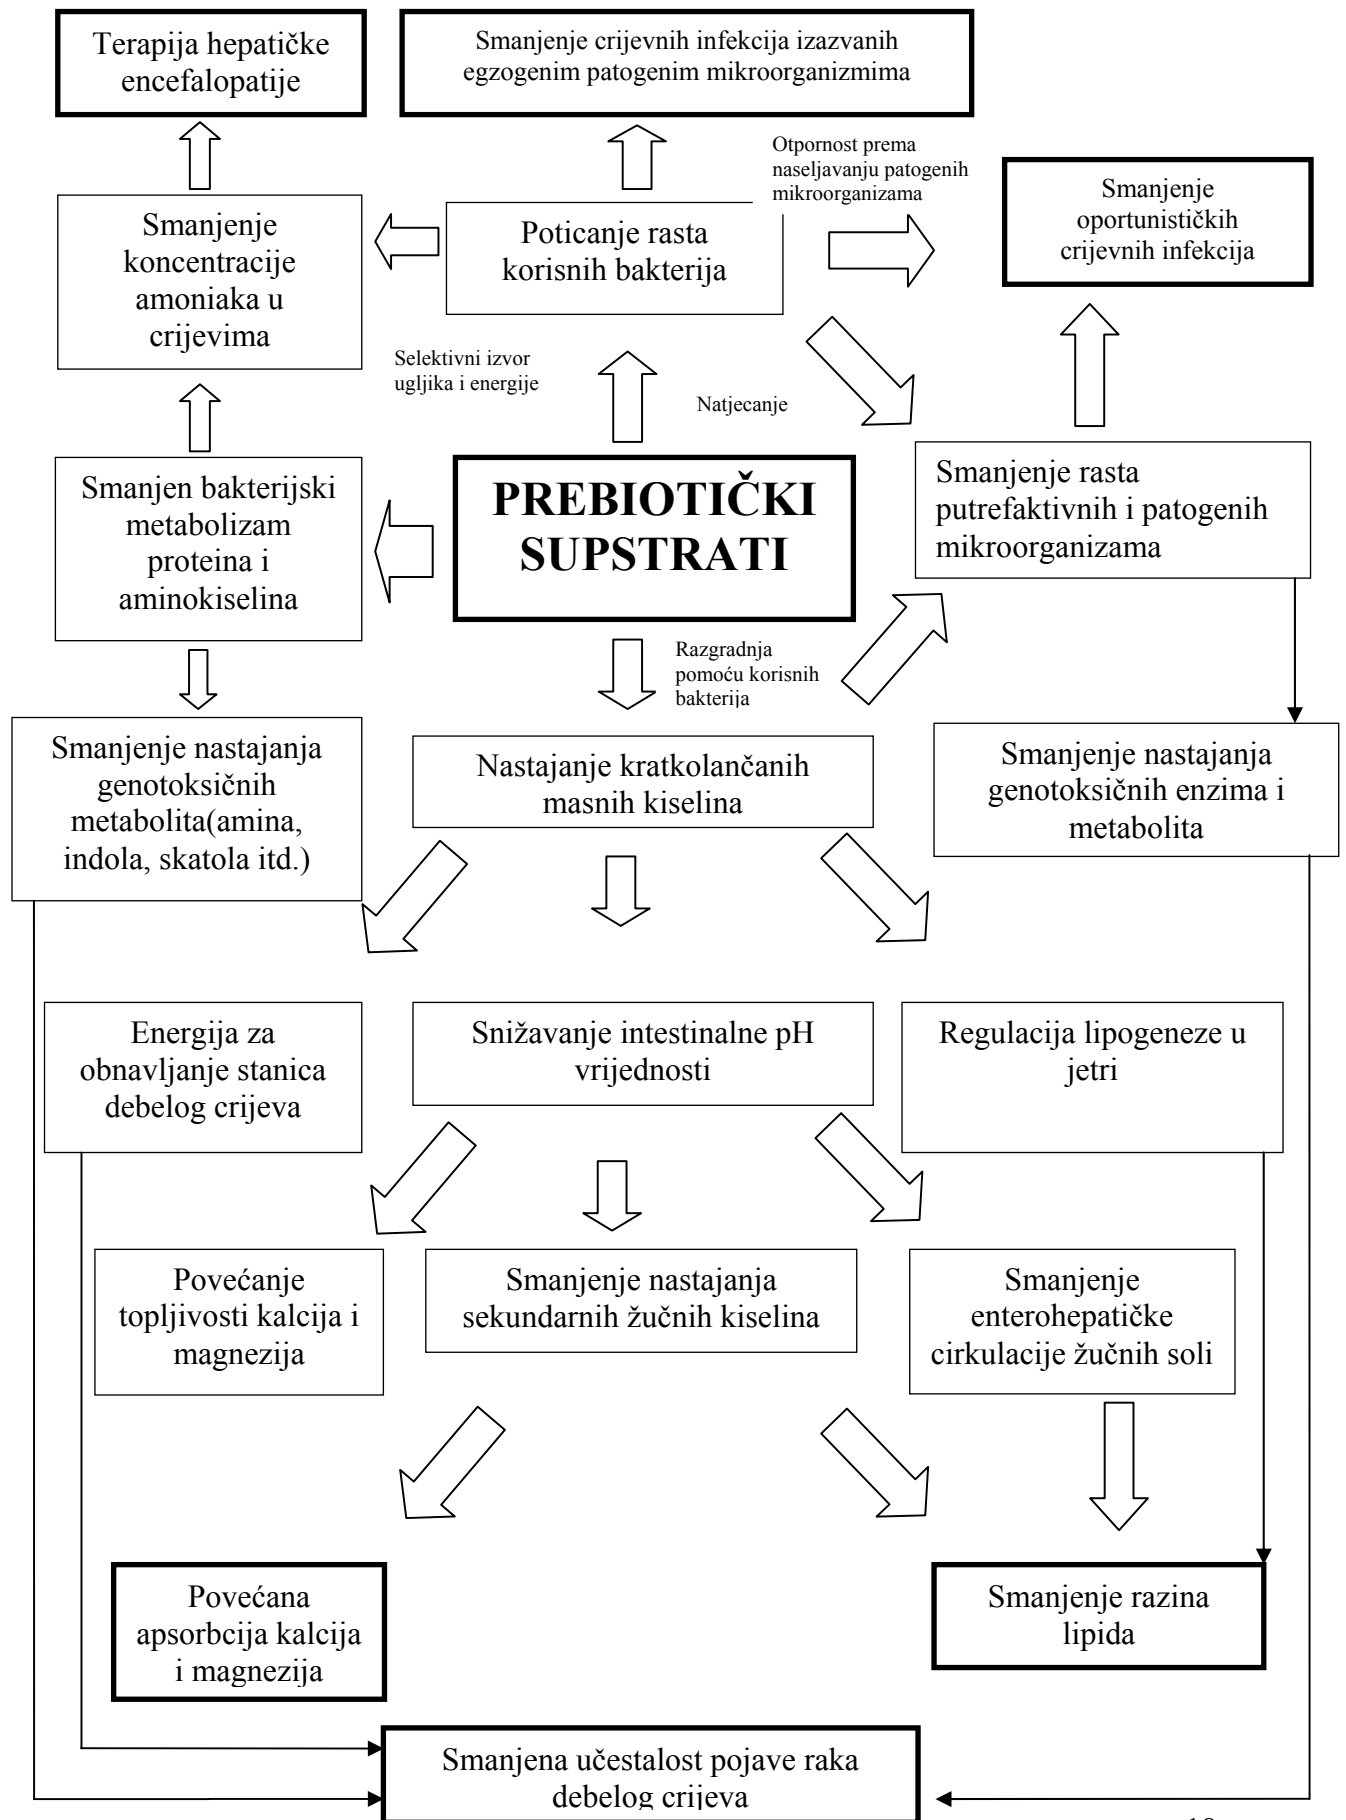 Terapija hepatičke
encefalopatije
Smanjenje crijevnih infekcija izazvanih
egzogenim patogenim mikroorganizmima
Otpornost prema
naseljavanju patogenih
mikroorganizama
Smanjenje
oportunističkih
crijevnih infekcija
Smanjenje
koncentracije
amoniaka u
crijevima
Poticanje rasta
korisnih bakterija
Selektivni izvor
ugljika i energije
Natjecanje
Smanjen bakterijski
metabolizam
proteina i
aminokiselina
PREBIOTIČKI
SUPSTRATI
Smanjenje rasta
putrefaktivnih i patogenih
mikroorganizama
Razgradnja
pomoću korisnih
bakterija
Smanjenje nastajanja
genotoksičnih
metabolita(amina,
indola, skatola itd.)
Nastajanje kratkolančanih
masnih kiselina
Smanjenje nastajanja
genotoksičnih enzima i
metabolita
Energija za
obnavljanje stanica
debelog crijeva
Snižavanje intestinalne pH
vrijednosti
Regulacija lipogeneze u
jetri
Povećanje
topljivosti kalcija i
magnezija
Smanjenje nastajanja
sekundarnih žučnih kiselina
Smanjenje
enterohepatičke
cirkulacije žučnih soli
Povećana
apsorbcija kalcija
i magnezija
Smanjenje razina
lipida
Smanjena učestalost pojave raka
debelog crijeva